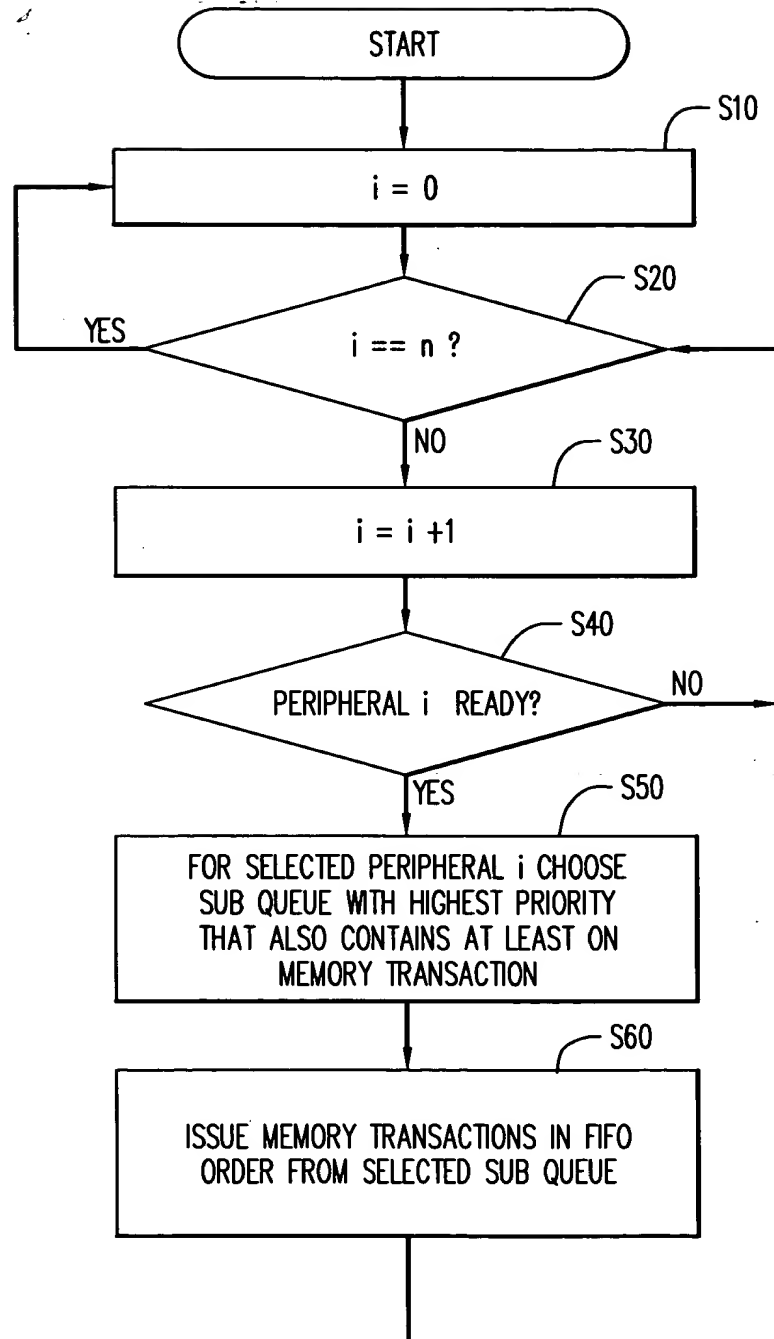 START
S10
i = 0
S20
YES
i == n ?
NO
S30
i = i +1
S40
PERIPHERAL i READY?
NO
YES
S50
FOR SELECTED PERIPHERAL i CHOOSE
SUB QUEUE WITH HIGHEST PRIORITY
THAT ALSO CONTAINS AT LEAST ON
MEMORY TRANSACTION
S60
ISSUE MEMORY TRANSACTIONS IN FIFO
ORDER FROM SELECTED SUB QUEUE